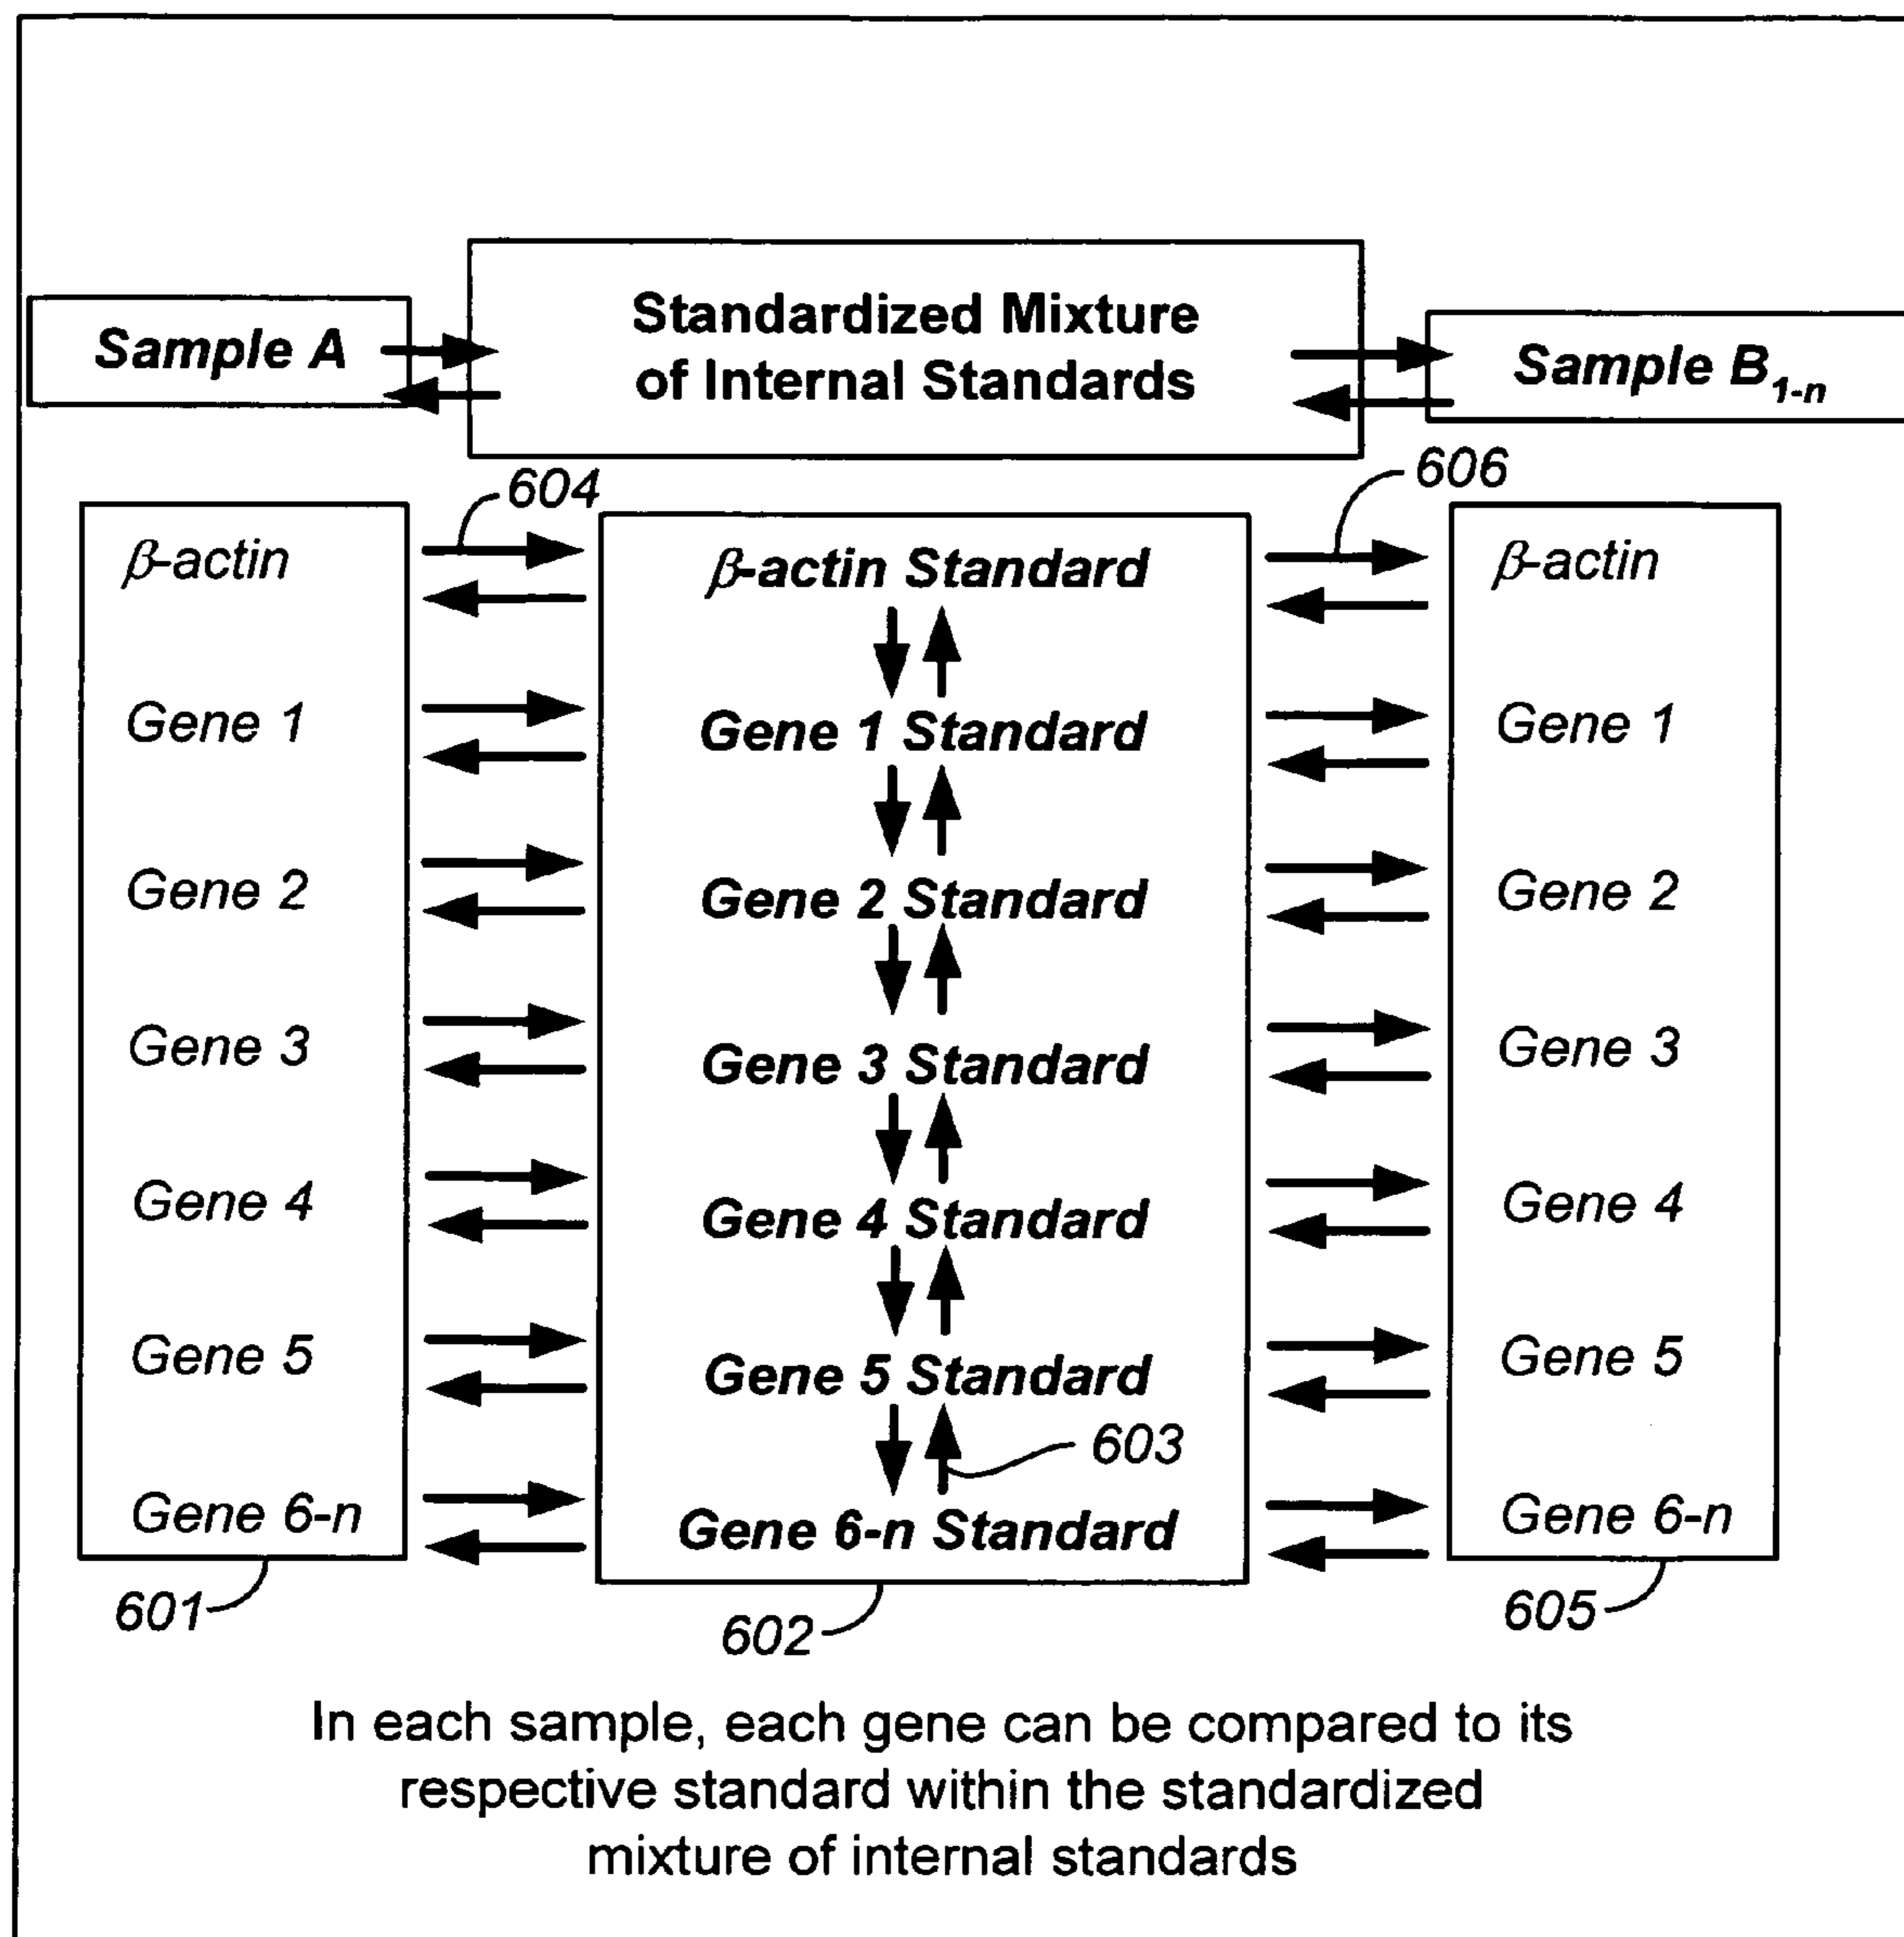 Standardized Mixture
of Internal Standards
Sample A
Sample B1-n
604
606
β-actin
β-actin Standard
β-actin
Gene 1
Gene 1 Standard
Gene 1
Gene 2
Gene 2 Standard
Gene 2
Gene 3
Gene 3 Standard
Gene 3
Gene 4
Gene 4 Standard
Gene 4
Gene 5
Gene 5 Standard
Gene 5
603
Gene 6-n
Gene 6-n Standard
Gene 6-n
601
602
605
In each sample, each gene can be compared to its
respective standard within the standardized
mixture of internal standards